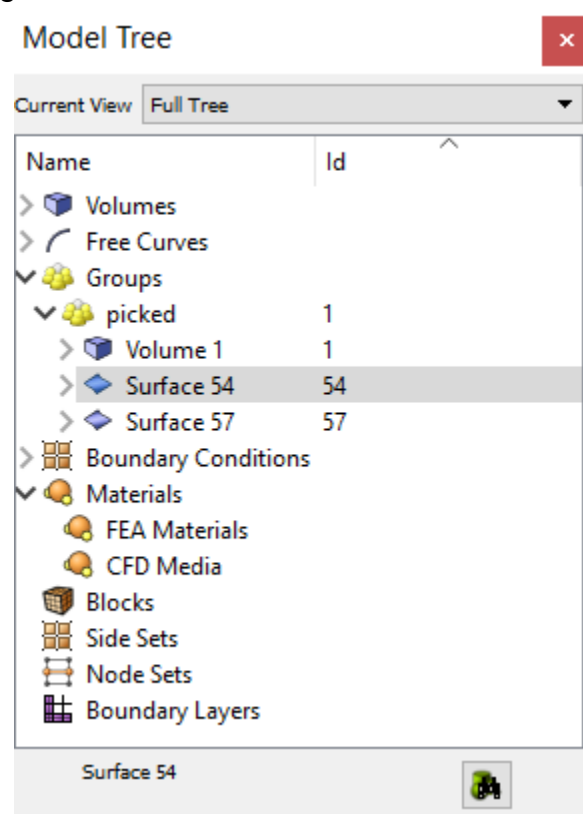 Model Tree
Current View Full Tree
Name Id
Volumes
Free Curves
Groups
picked 1
Volume 1 1
Surface 54 54
Surface 57 57
Boundary Conditions
Materials
FEA Materials
CFD Media
Blocks
Side Sets
Node Sets
Boundary Layers
Surface 54